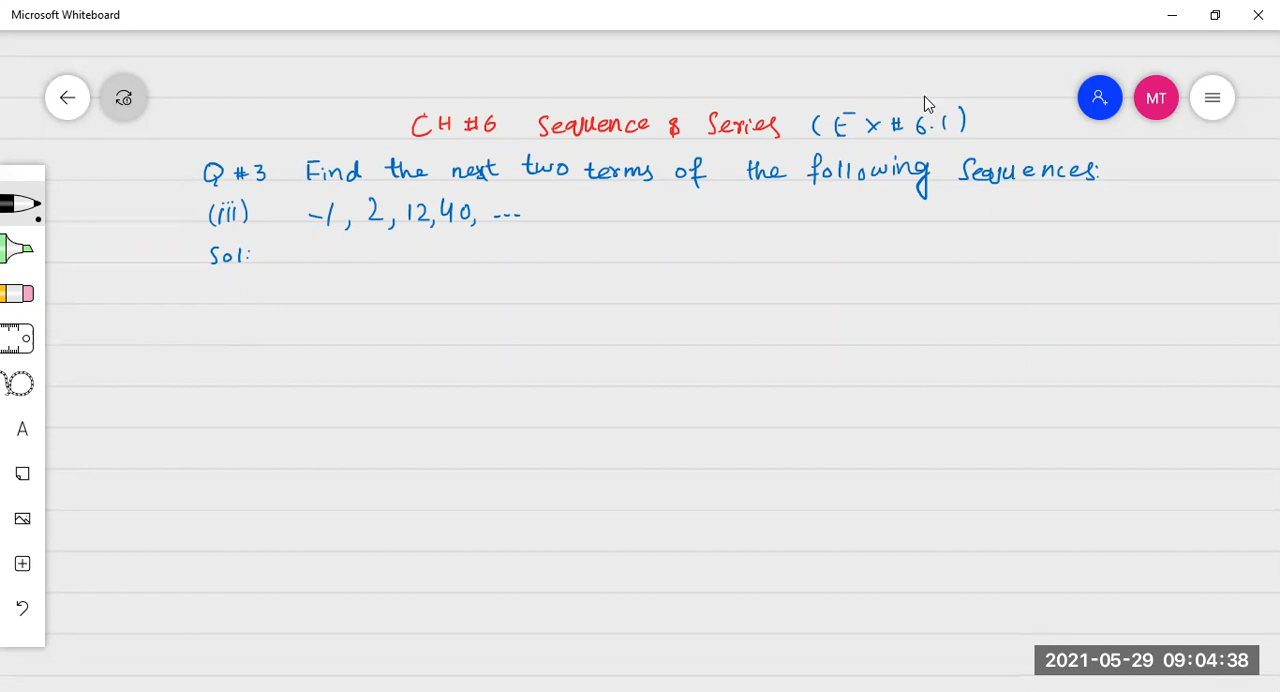 Microsoft Whiteboard
MT
CH #6 Sequence & Series (Ex # 6.1)
Q #3 Find the next two terms of the following Sequences:
(iii) -1, 2, 12, 40, ...
Sol:
A
2021-05-29 09:04:38